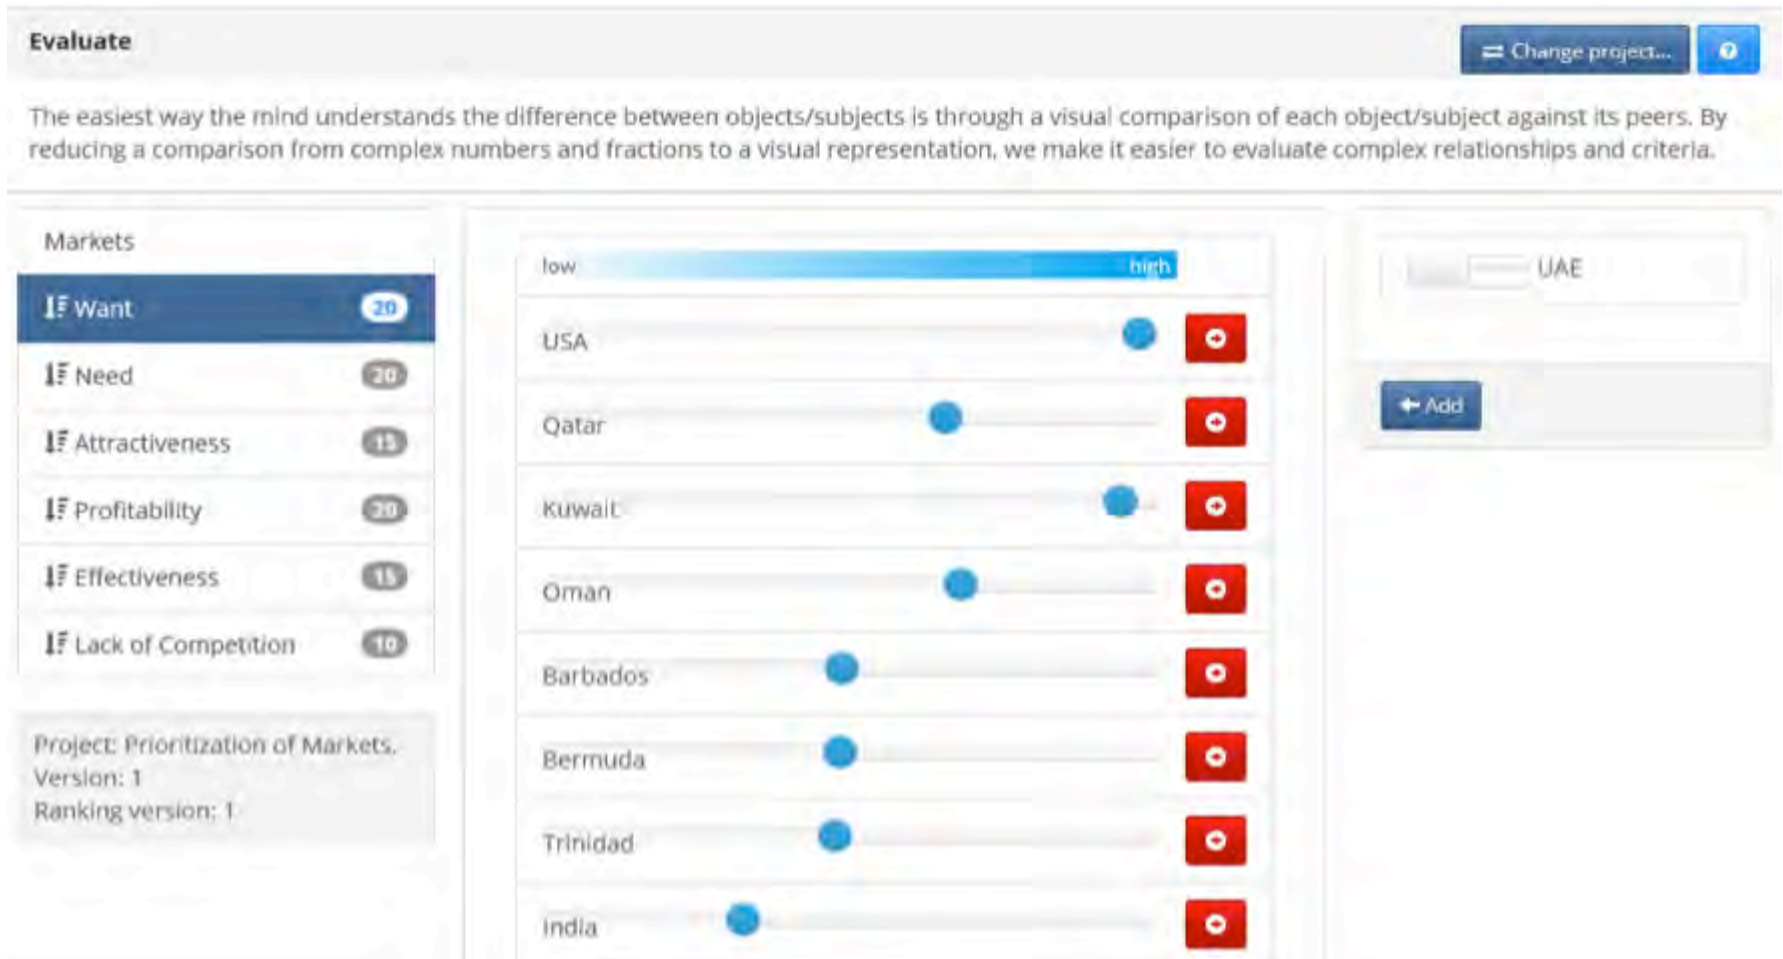 Evaluate
Change project...
The easiest way the mind understands the difference between objects/subjects is through a visual comparison of each object/subject against its peers. By
reducing a comparison from complex numbers and fractions to a visual representation, we make it easier to evaluate complex relationships and criteria.
Markets
Want 20
Need 20
Attractiveness 15
Profitability 20
Effectiveness 15
Lack of Competition 10
Project: Prioritization of Markets.
Version: 1
Ranking version: 1
low high
USA
Qatar
Kuwait
Oman
Barbados
Bermuda
Trinidad
India
UAE
Add